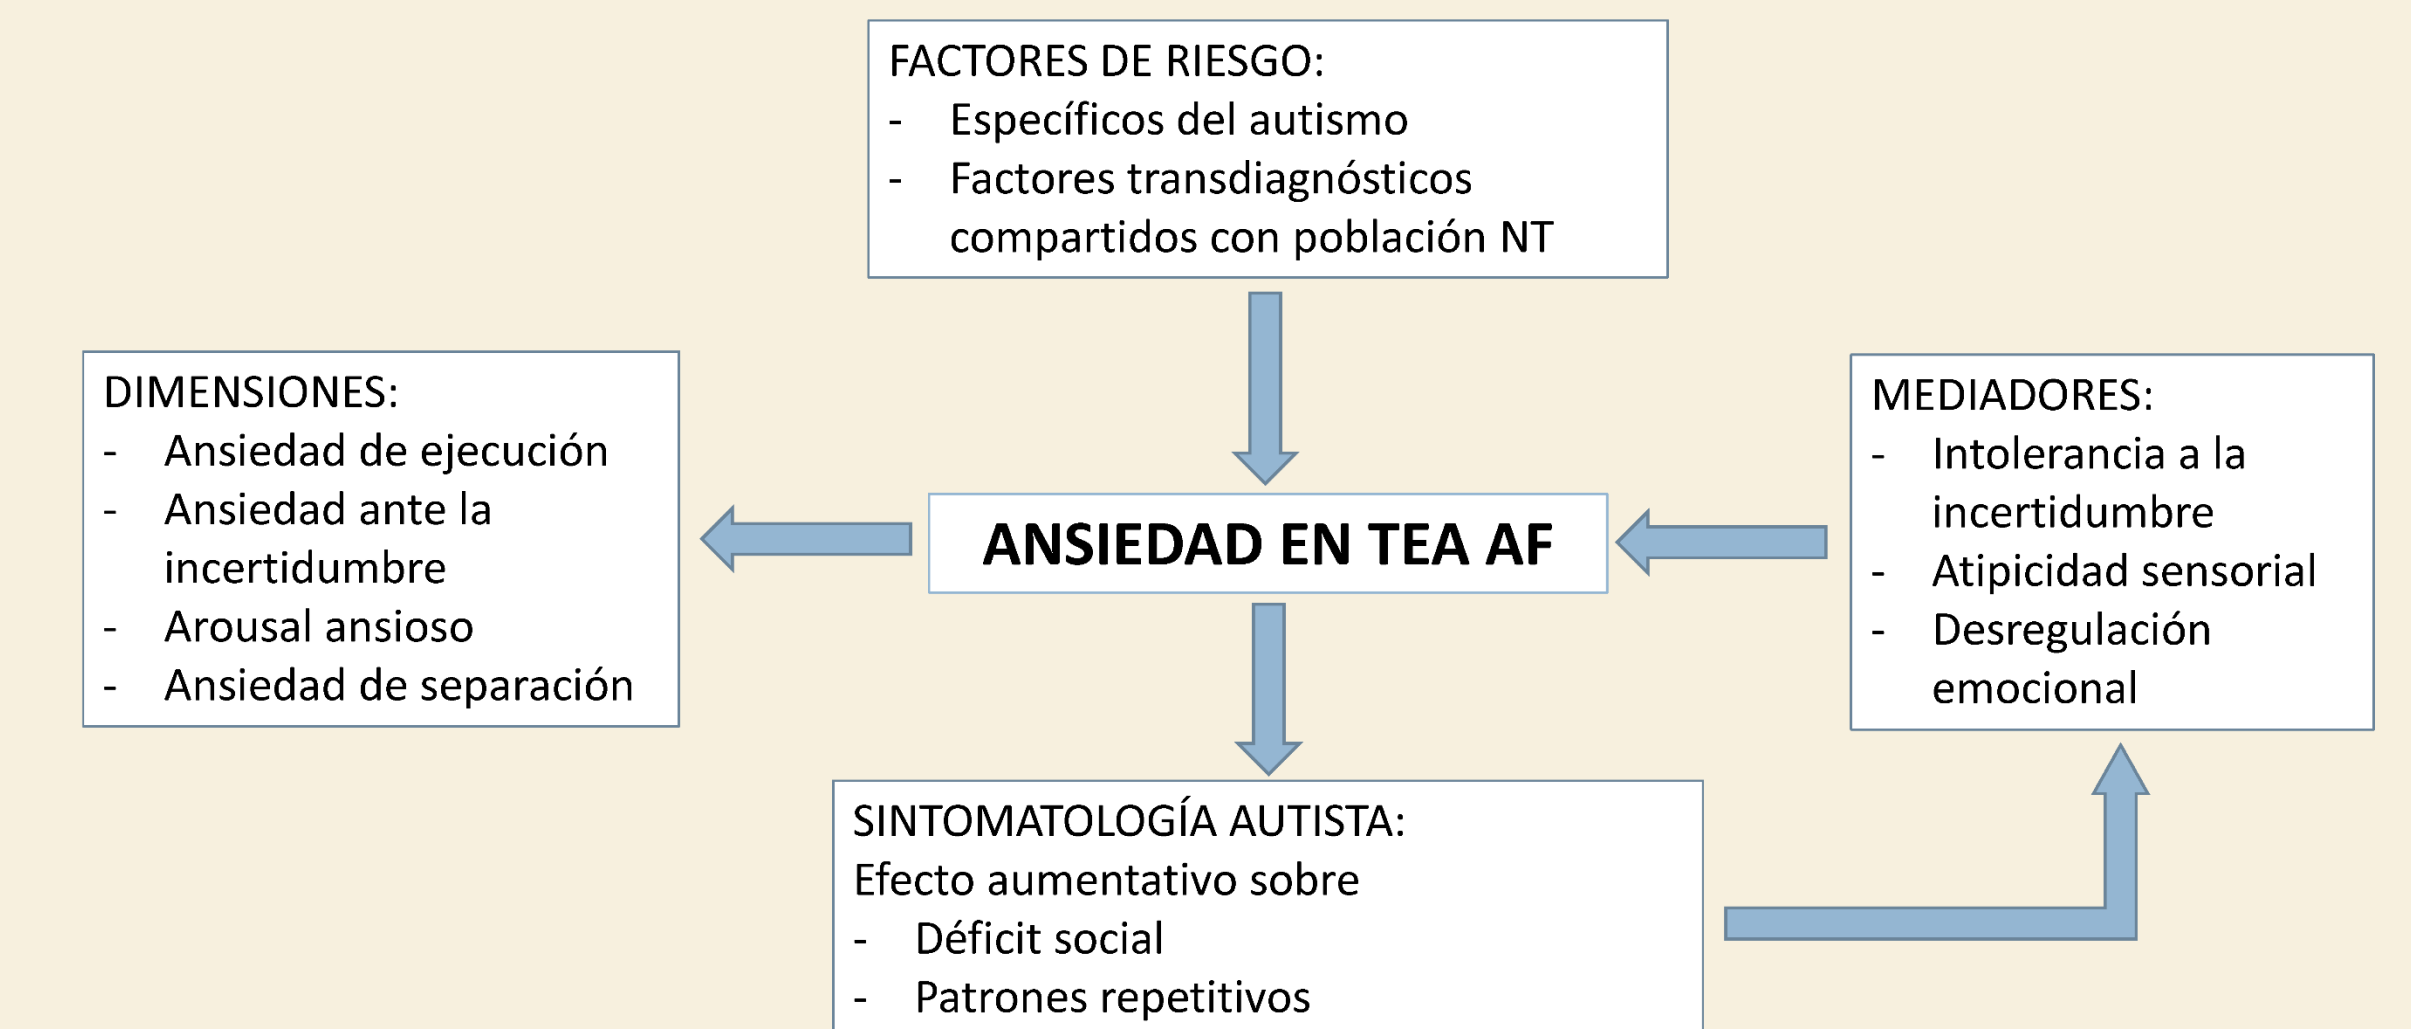 FACTORES DE RIESGO:
- Específicos del autismo
- Factores transdiagnósticos
compartidos con población NT
DIMENSIONES:
- Ansiedad de ejecución
- Ansiedad ante la
incertidumbre
- Arousal ansioso
- Ansiedad de separación
ANSIEDAD EN TEA AF
MEDIADORES:
- Intolerancia a la
incertidumbre
- Atipicidad sensorial
- Desregulación
emocional
SINTOMATOLOGÍA AUTISTA:
Efecto aumentativo sobre
- Déficit social
- Patrones repetitivos